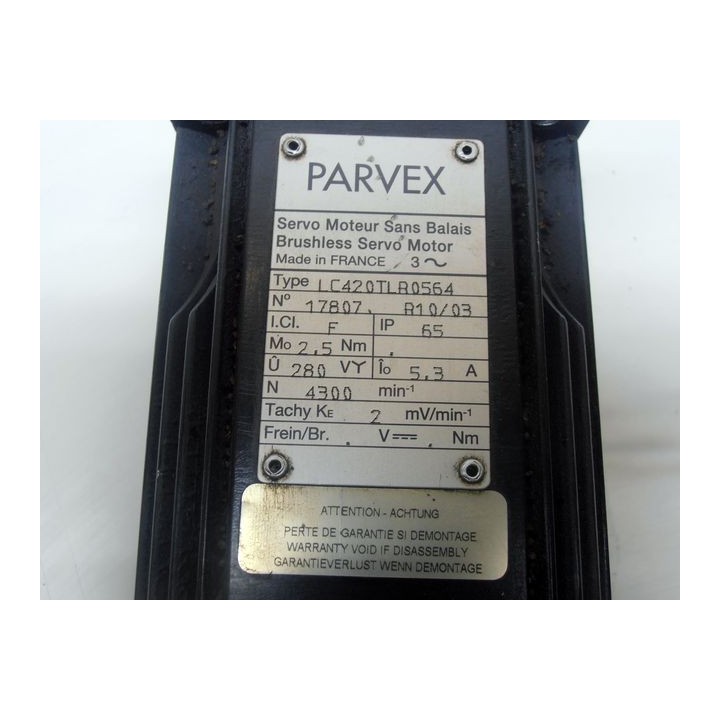 PARVEX
Servo Moteur Sans Balais
Brushless Servo Motor
Made in FRANCE 3 ~
Type LC420TLR0564
N° 17807. R10/03
I.Cl. F IP 65
Mo 2.5 Nm .
Û 280 VY Îo 5.3 A
N 4300 min-1
Tachy KE 2 mV/min-1
Frein/Br. . V⎓ . Nm
ATTENTION - ACHTUNG
PERTE DE GARANTIE SI DEMONTAGE
WARRANTY VOID IF DISASSEMBLY
GARANTIEVERLUST WENN DEMONTAGE